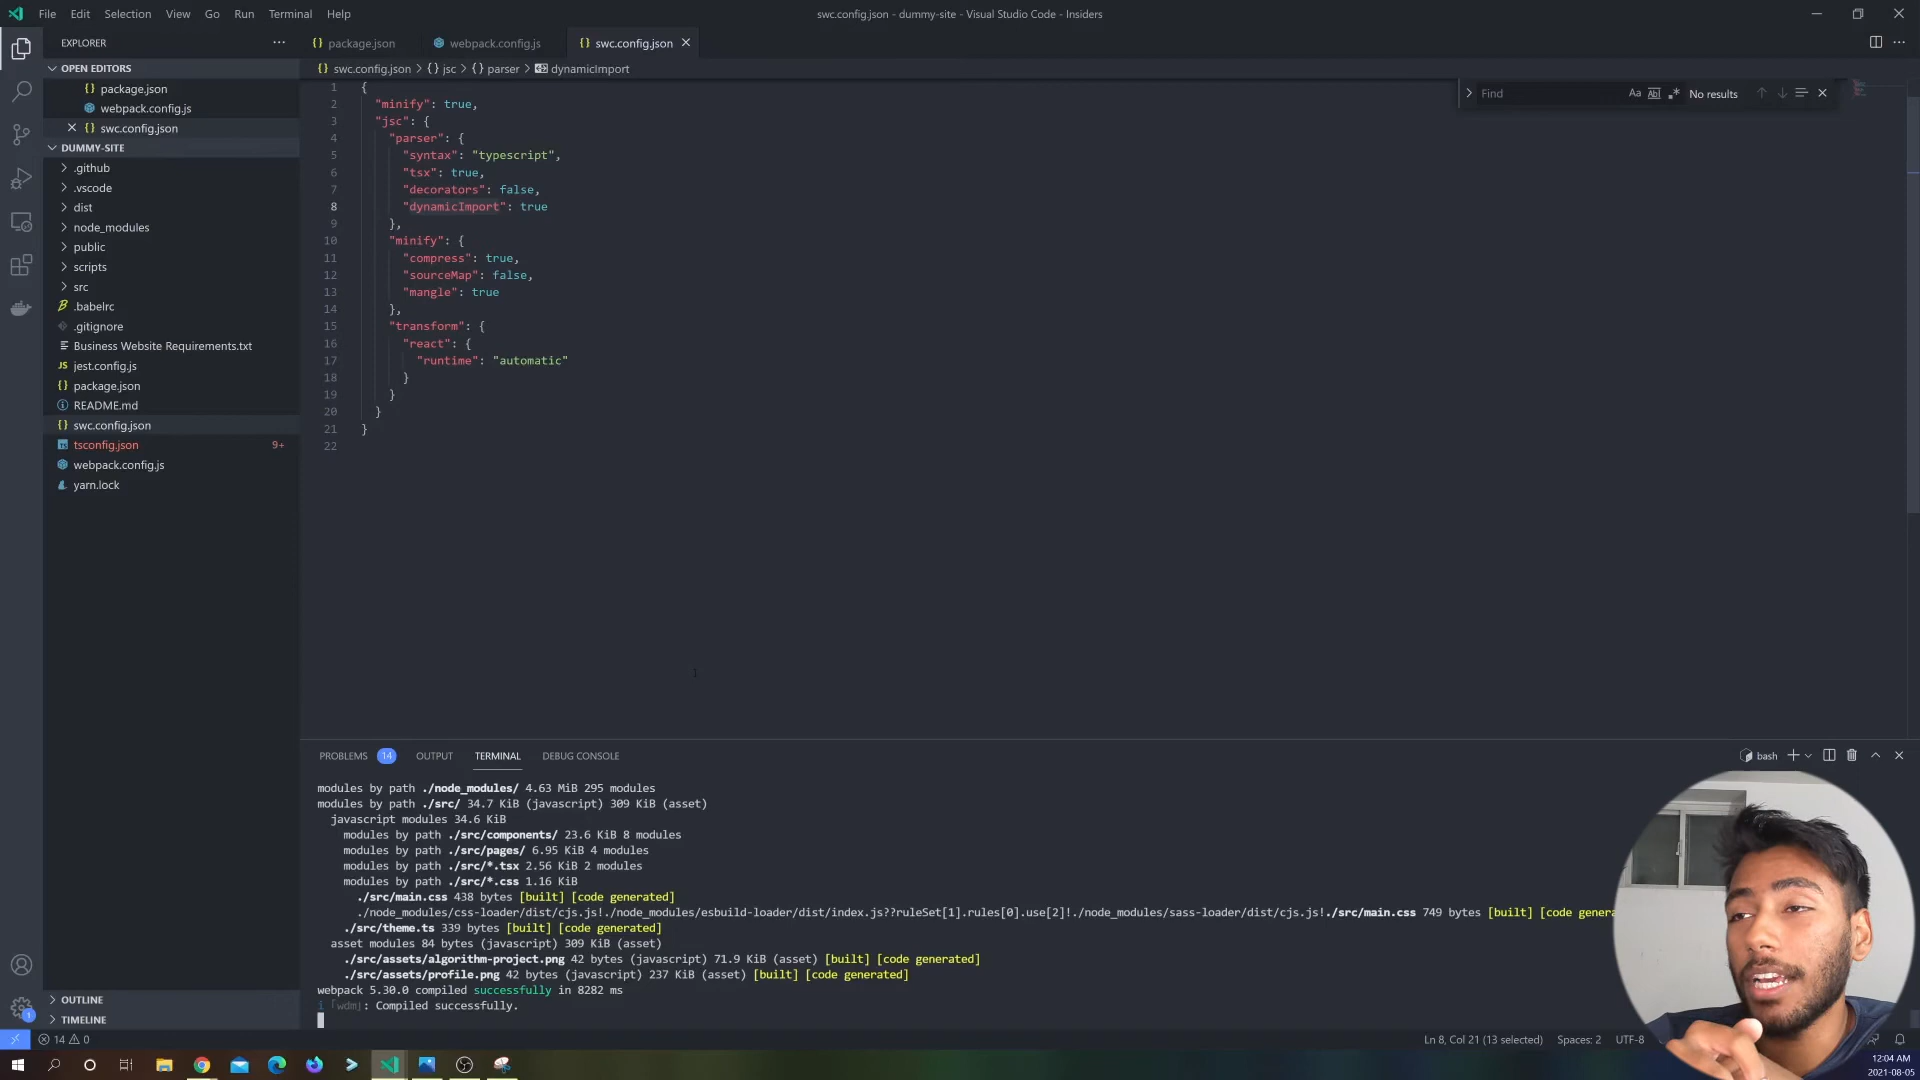 File Edit Selection View Go Run Terminal Help
swc.config.json - dummy-site - Visual Studio Code - Insiders
EXPLORER
OPEN EDITORS
package.json
webpack.config.js
swc.config.json
DUMMY-SITE
.github
.vscode
dist
node_modules
public
scripts
src
.babelrc
.gitignore
Business Website Requirements.txt
jest.config.js
package.json
README.md
swc.config.json
tsconfig.json 9+
webpack.config.js
yarn.lock
OUTLINE
TIMELINE
package.json webpack.config.js swc.config.json
swc.config.json > {} jsc > {} parser > dynamicImport
Find Aa Ab No results
1 {
2 "minify": true,
3 "jsc": {
4 "parser": {
5 "syntax": "typescript",
6 "tsx": true,
7 "decorators": false,
8 "dynamicImport": true
9 },
10 "minify": {
11 "compress": true,
12 "sourceMap": false,
13 "mangle": true
14 },
15 "transform": {
16 "react": {
17 "runtime": "automatic"
18 }
19 }
20 }
21 }
22
PROBLEMS 14 OUTPUT TERMINAL DEBUG CONSOLE
bash
modules by path ./node_modules/ 4.63 MiB 295 modules
modules by path ./src/ 34.7 KiB (javascript) 309 KiB (asset)
javascript modules 34.6 KiB
modules by path ./src/components/ 23.6 KiB 8 modules
modules by path ./src/pages/ 6.95 KiB 4 modules
modules by path ./src/*.tsx 2.56 KiB 2 modules
modules by path ./src/*.css 1.16 KiB
./src/main.css 438 bytes [built] [code generated]
./node_modules/css-loader/dist/cjs.js!./node_modules/esbuild-loader/dist/index.js??ruleSet[1].rules[0].use[2]!./node_modules/sass-loader/dist/cjs.js!./src/main.css 749 bytes [built] [code genera
./src/theme.ts 339 bytes [built] [code generated]
asset modules 84 bytes (javascript) 309 KiB (asset)
./src/assets/algorithm-project.png 42 bytes (javascript) 71.9 KiB (asset) [built] [code generated]
./src/assets/profile.png 42 bytes (javascript) 237 KiB (asset) [built] [code generated]
webpack 5.30.0 compiled successfully in 8282 ms
i ｢wdm｣: Compiled successfully.
14 0
Ln 8, Col 21 (13 selected) Spaces: 2 UTF-8
12:04 AM
2021-08-05